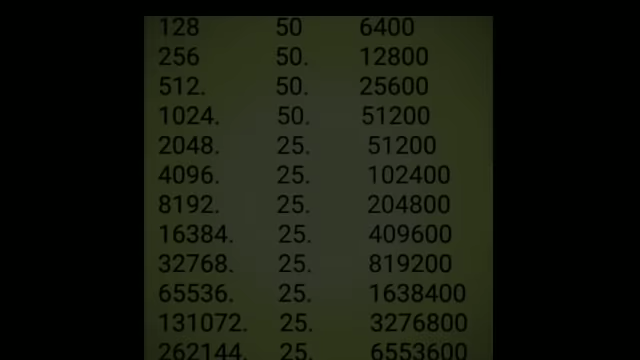 128 50 6400
256 50. 12800
512. 50. 25600
1024. 50. 51200
2048. 25. 51200
4096. 25. 102400
8192. 25. 204800
16384. 25. 409600
32768. 25. 819200
65536. 25. 1638400
131072. 25. 3276800
262144. 25. 6553600